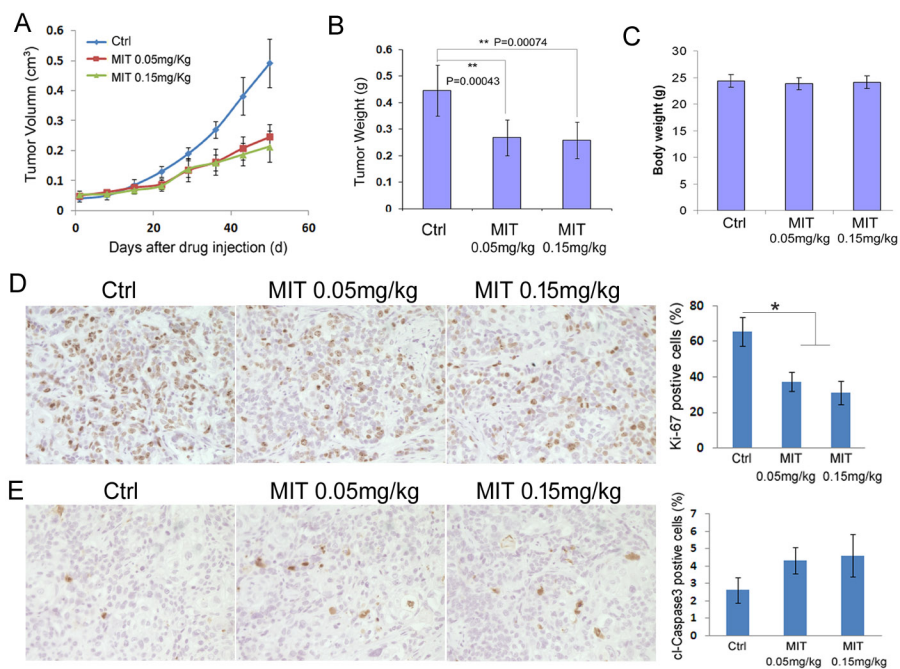 A
Tumor Volumn (cm³)
0.6
0.5
0.4
0.3
0.2
0.1
0
Ctrl
MIT 0.05mg/Kg
MIT 0.15mg/Kg
0
20
40
60
Days after drug injection (d)
B
Tumor Weight (g)
0.6
0.5
0.4
0.3
0.2
0.1
0.0
** P=0.00074
**
P=0.00043
Ctrl
MIT
0.05mg/kg
MIT
0.15mg/kg
C
Body weight (g)
30
25
20
15
10
5
0
Ctrl
MIT
0.05mg/kg
MIT
0.15mg/kg
D
Ctrl
MIT 0.05mg/kg
MIT 0.15mg/kg
Ki-67 postive cells (%)
80
60
40
20
0
*
Ctrl
MIT
0.05mg/kg
MIT
0.15mg/kg
E
Ctrl
MIT 0.05mg/kg
MIT 0.15mg/kg
cl-Caspase3 postive cells (%)
7
6
5
4
3
2
1
0
Ctrl
MIT
0.05mg/kg
MIT
0.15mg/kg